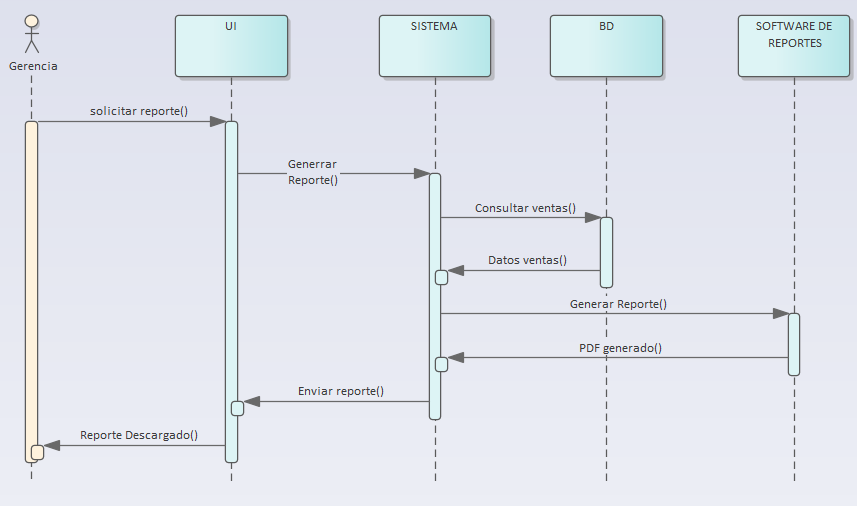 Gerencia
UI
SISTEMA
BD
SOFTWARE DE
REPORTES
solicitar reporte()
Generrar
Reporte()
Consultar ventas()
Datos ventas()
Generar Reporte()
PDF generado()
Enviar reporte()
Reporte Descargado()